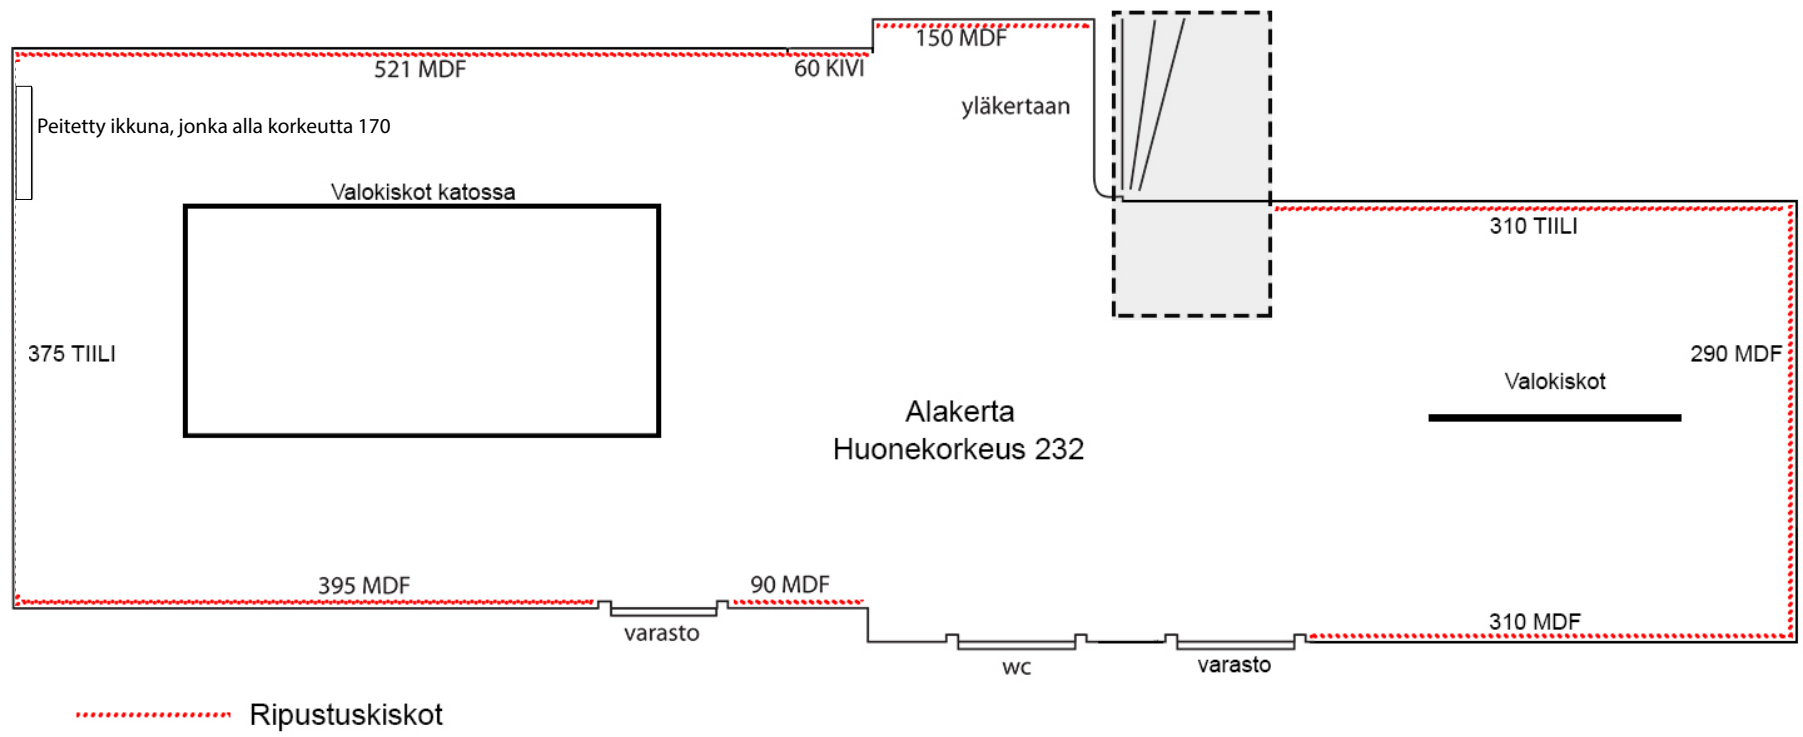 150 MDF
521 MDF
60 KIVI
yläkertaan
Peitetty ikkuna, jonka alla korkeutta 170
Valokiskot katossa
310 TIILI
375 TIILI
290 MDF
Valokiskot
Alakerta
Huonekorkeus 232
395 MDF
90 MDF
310 MDF
varasto
wc
varasto
Ripustuskiskot